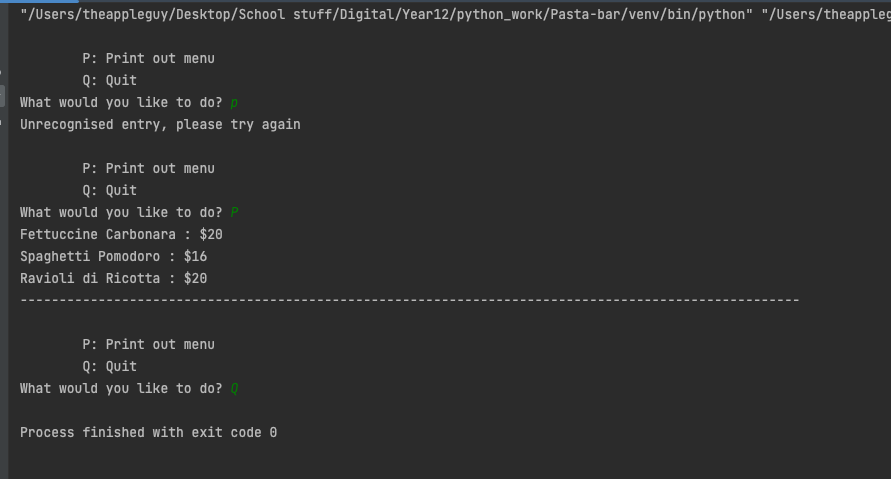 "/Users/theappleguy/Desktop/School stuff/Digital/Year12/python_work/Pasta-bar/venv/bin/python" "/Users/theappleg
P: Print out menu
Q: Quit
What would you like to do? p
Unrecognised entry, please try again
P: Print out menu
Q: Quit
What would you like to do? P
Fettuccine Carbonara : $20
Spaghetti Pomodoro : $16
Ravioli di Ricotta : $20
----------------------------------------------------------------------------------------------------
P: Print out menu
Q: Quit
What would you like to do? Q
Process finished with exit code 0